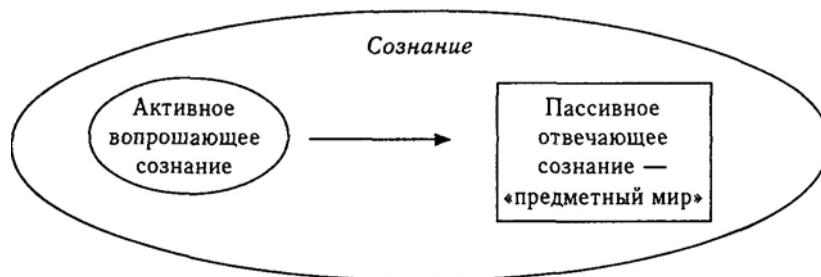 Сознание
Активное
вопрошающее
сознание
Пассивное
отвечающее
сознание —
«предметный мир»